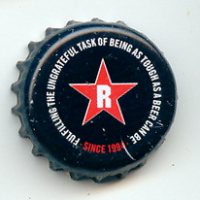 FULFILLING THE UNGRATEFUL TASK OF BEING AS TOUGH AS A BEER CAN BE
R
SINCE 1994